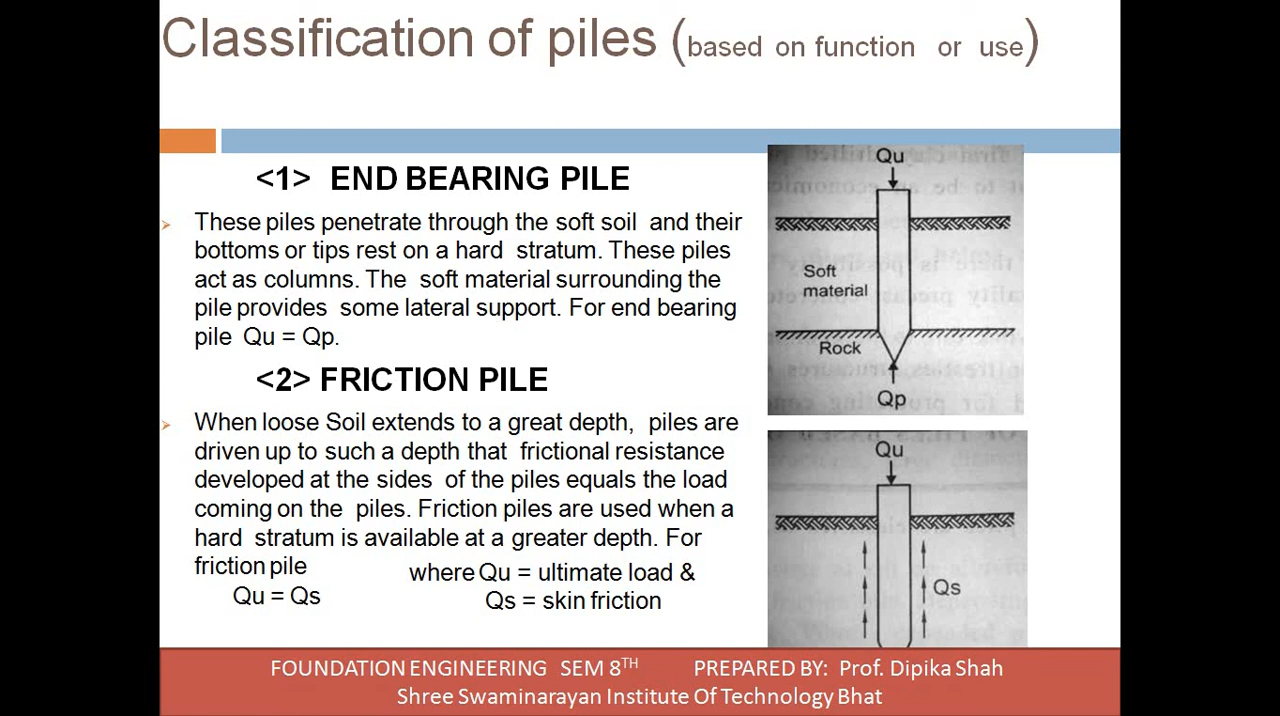 Classification of piles (based on function or use)
<1> END BEARING PILE
These piles penetrate through the soft soil and their
bottoms or tips rest on a hard stratum. These piles
act as columns. The soft material surrounding the
pile provides some lateral support. For end bearing
pile Qu = Qp.
<2> FRICTION PILE
When loose Soil extends to a great depth, piles are
driven up to such a depth that frictional resistance
developed at the sides of the piles equals the load
coming on the piles. Friction piles are used when a
hard stratum is available at a greater depth. For
friction pile
where Qu = ultimate load &
Qu = Qs
Qs = skin friction
Qu
Soft
material
Rock
Qp
Qu
Qs
FOUNDATION ENGINEERING SEM 8TH PREPARED BY: Prof. Dipika Shah
Shree Swaminarayan Institute Of Technology Bhat